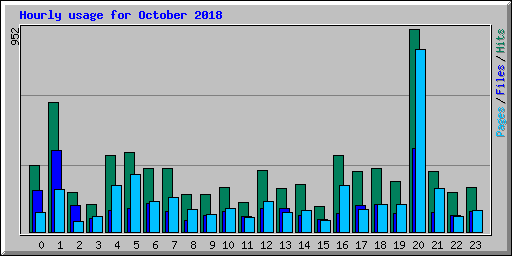 Hourly usage for October 2018
952
Pages / Files / Hits
0 1 2 3 4 5 6 7 8 9 10 11 12 13 14 15 16 17 18 19 20 21 22 23